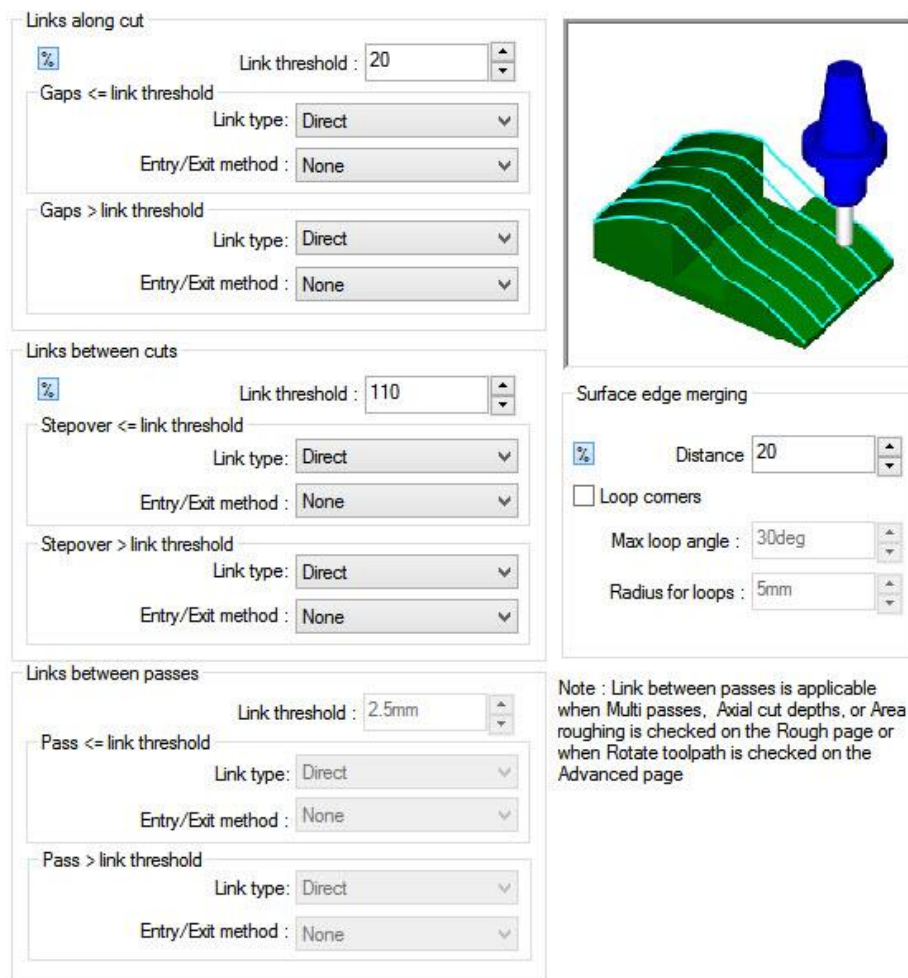 Links along cut
%
Link threshold : 20
Gaps <= link threshold
Link type: Direct
Entry/Exit method : None
Gaps > link threshold
Link type: Direct
Entry/Exit method : None
Links between cuts
%
Link threshold : 110
Stepover <= link threshold
Link type: Direct
Entry/Exit method : None
Stepover > link threshold
Link type: Direct
Entry/Exit method : None
Links between passes
Link threshold : 2.5mm
Pass <= link threshold
Link type: Direct
Entry/Exit method : None
Pass > link threshold
Link type: Direct
Entry/Exit method : None
Surface edge merging
% Distance 20
Loop corners
Max loop angle : 30deg
Radius for loops : 5mm
Note : Link between passes is applicable
when Multi passes, Axial cut depths, or Area
roughing is checked on the Rough page or
when Rotate toolpath is checked on the
Advanced page